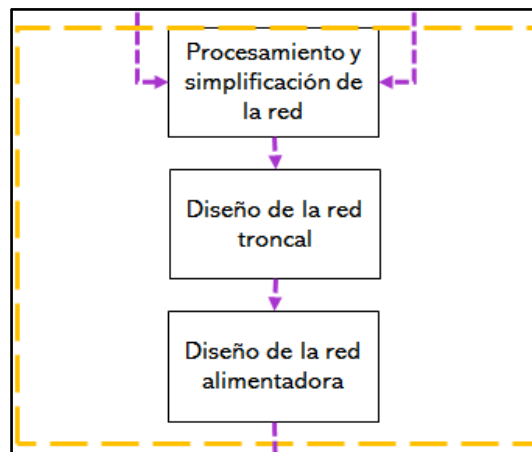 Procesamiento y
simplificación de
la red
Diseño de la red
troncal
Diseño de la red
alimentadora